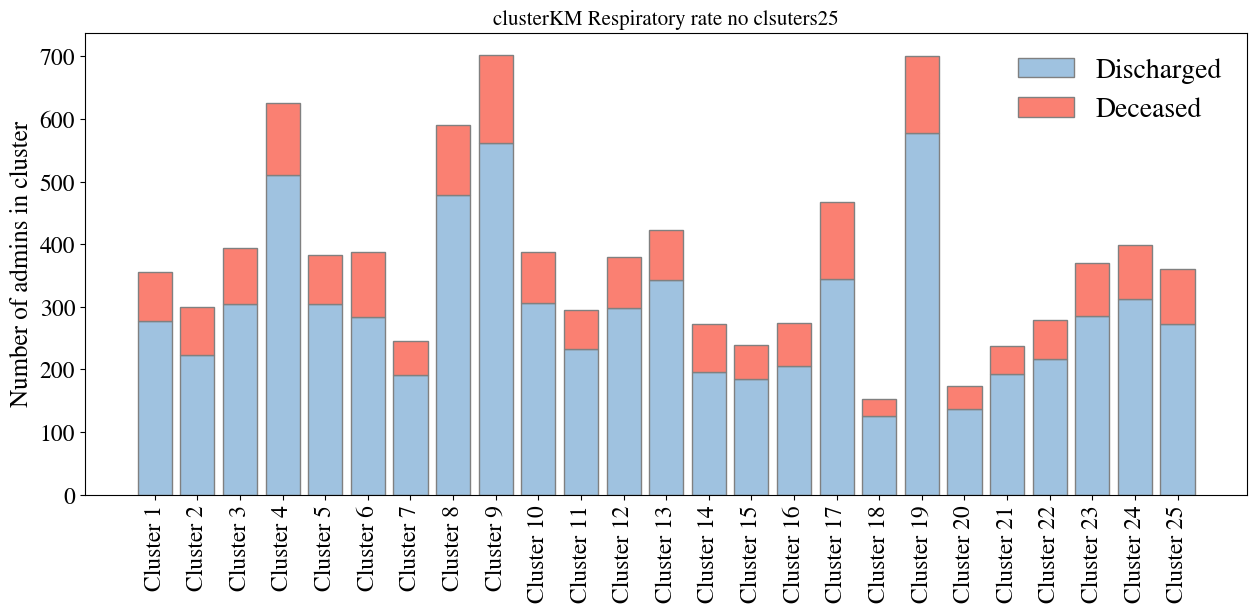 clusterKM Respiratory rate no clsuters25
Discharged
Deceased
Number of admins in cluster
700
600
500
400
300
200
100
0
Cluster 1
Cluster 2
Cluster 3
Cluster 4
Cluster 5
Cluster 6
Cluster 7
Cluster 8
Cluster 9
Cluster 10
Cluster 11
Cluster 12
Cluster 13
Cluster 14
Cluster 15
Cluster 16
Cluster 17
Cluster 18
Cluster 19
Cluster 20
Cluster 21
Cluster 22
Cluster 23
Cluster 24
Cluster 25